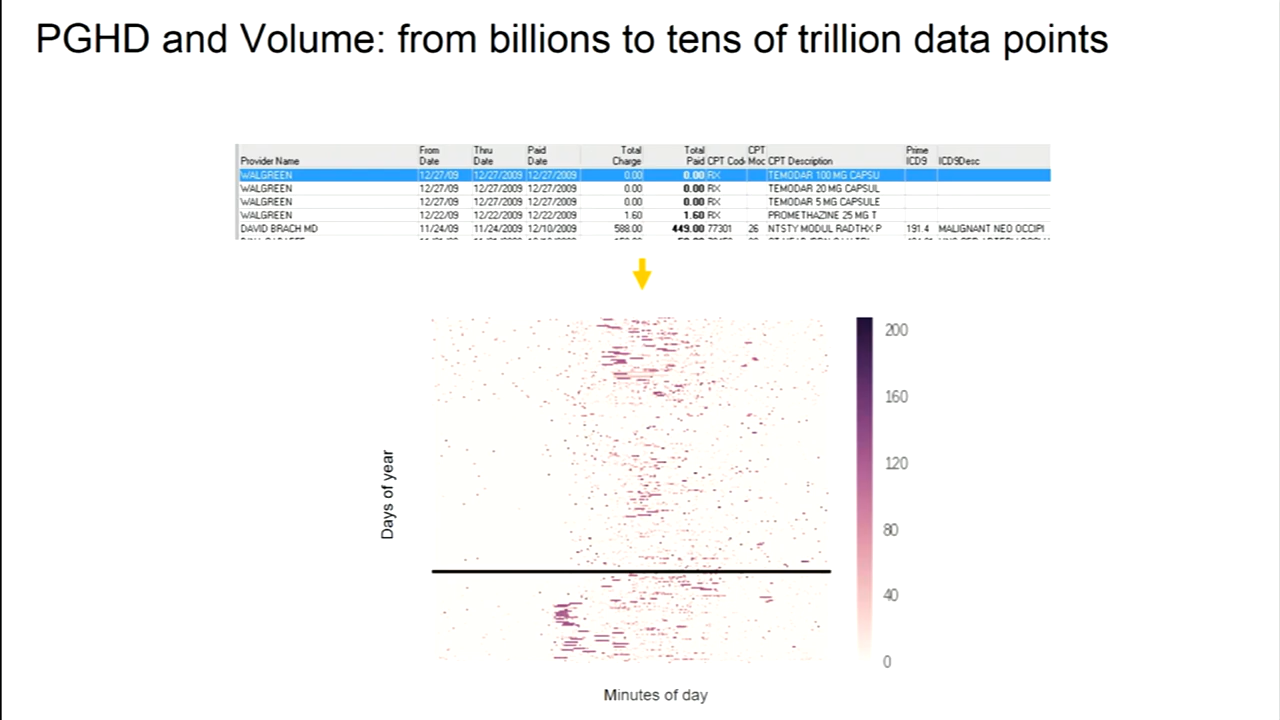 PGHD and Volume: from billions to tens of trillion data points
From Thru Paid Total Total CPT Prime
Provider Name Date Date Date Charge Paid CPT Cod Moc CPT Description ICD9 ICD9Desc
WALGREEN 12/27/09 12/27/2009 12/27/2009 0.00 0.00 RX TEMODAR 100 MG CAPSU
WALGREEN 12/27/09 12/27/2009 12/27/2009 0.00 0.00 RX TEMODAR 20 MG CAPSUL
WALGREEN 12/27/09 12/27/2009 12/27/2009 0.00 0.00 RX TEMODAR 5 MG CAPSULE
WALGREEN 12/22/09 12/22/2009 12/22/2009 1.60 1.60 RX PROMETHAZINE 25 MG T
DAVID BRACH MD 11/24/09 11/24/2009 12/10/2009 588.00 449.00 77301 26 NTSTY MODUL RADTHX P 191.4 MALIGNANT NEO OCCIPI
200
160
120
80
40
0
Days of year
Minutes of day